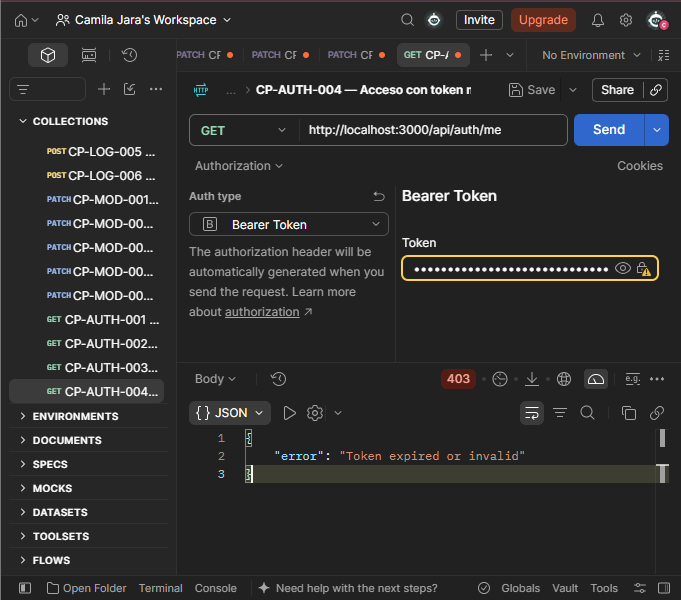 Camila Jara's Workspace
Invite
Upgrade
PATCH CF
PATCH CF
PATCH CF
GET CP-A
No Environment
COLLECTIONS
POST CP-LOG-005 ...
POST CP-LOG-006 ...
PATCH CP-MOD-001...
PATCH CP-MOD-00...
PATCH CP-MOD-00...
PATCH CP-MOD-00...
PATCH CP-MOD-00...
GET CP-AUTH-001 ...
GET CP-AUTH-002...
GET CP-AUTH-003...
GET CP-AUTH-004...
ENVIRONMENTS
DOCUMENTS
SPECS
MOCKS
DATASETS
TOOLSETS
FLOWS
HTTP
... > CP-AUTH-004 — Acceso con token
Save
Share
GET
http://localhost:3000/api/auth/me
Send
Authorization
Cookies
Auth type
B Bearer Token
The authorization header will be
automatically generated when you
send the request. Learn more
about authorization ↗
Bearer Token
Token
Body
403
e.g.
{} JSON
1 {
2 "error": "Token expired or invalid"
3 }
Open Folder
Terminal
Console
Need help with the next steps?
Globals
Vault
Tools